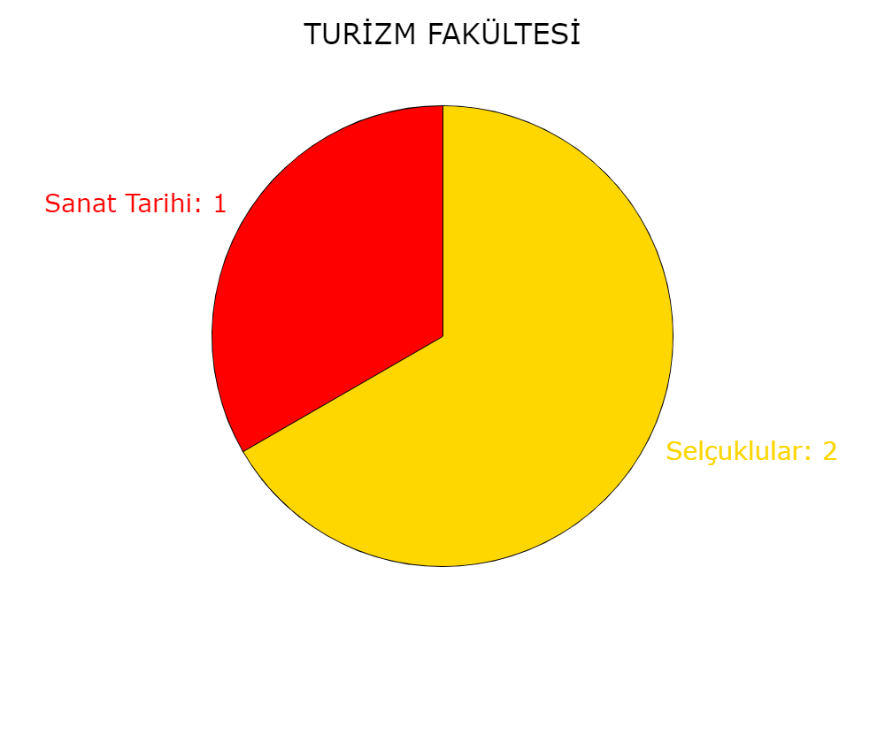 TURİZM FAKÜLTESİ
Sanat Tarihi: 1
Selçuklular: 2